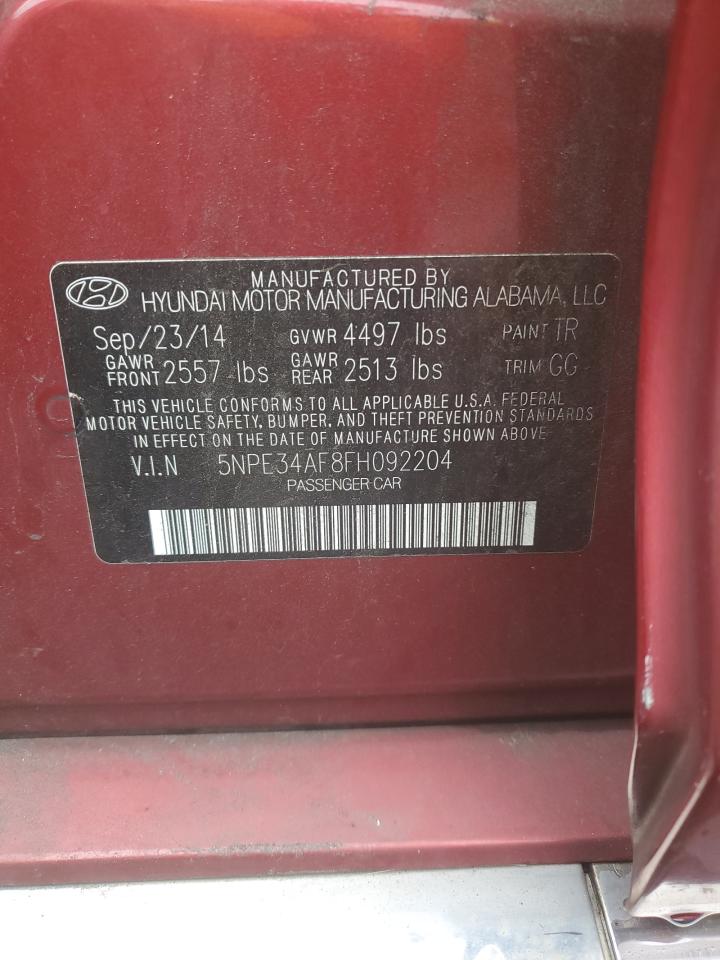 MANUFACTURED BY
HYUNDAI MOTOR MANUFACTURING ALABAMA, LLC
Sep/23/14 GVWR 4497 lbs PAINT TR
GAWR FRONT 2557 lbs GAWR REAR 2513 lbs TRIM GG
THIS VEHICLE CONFORMS TO ALL APPLICABLE U.S.A. FEDERAL
MOTOR VEHICLE SAFETY, BUMPER, AND THEFT PREVENTION STANDARDS
IN EFFECT ON THE DATE OF MANUFACTURE SHOWN ABOVE
V.I.N 5NPE34AF8FH092204
PASSENGER CAR